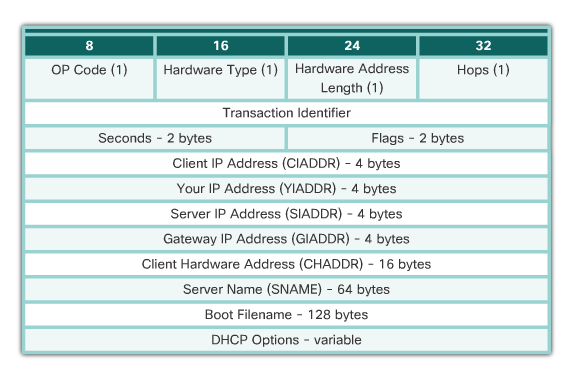 8 16 24 32
OP Code (1) Hardware Type (1) Hardware Address Length (1) Hops (1)
Transaction Identifier
Seconds – 2 bytes Flags – 2 bytes
Client IP Address (CIADDR) – 4 bytes
Your IP Address (YIADDR) – 4 bytes
Server IP Address (SIADDR) – 4 bytes
Gateway IP Address (GIADDR) – 4 bytes
Client Hardware Address (CHADDR) – 16 bytes
Server Name (SNAME) – 64 bytes
Boot Filename – 128 bytes
DHCP Options – variable